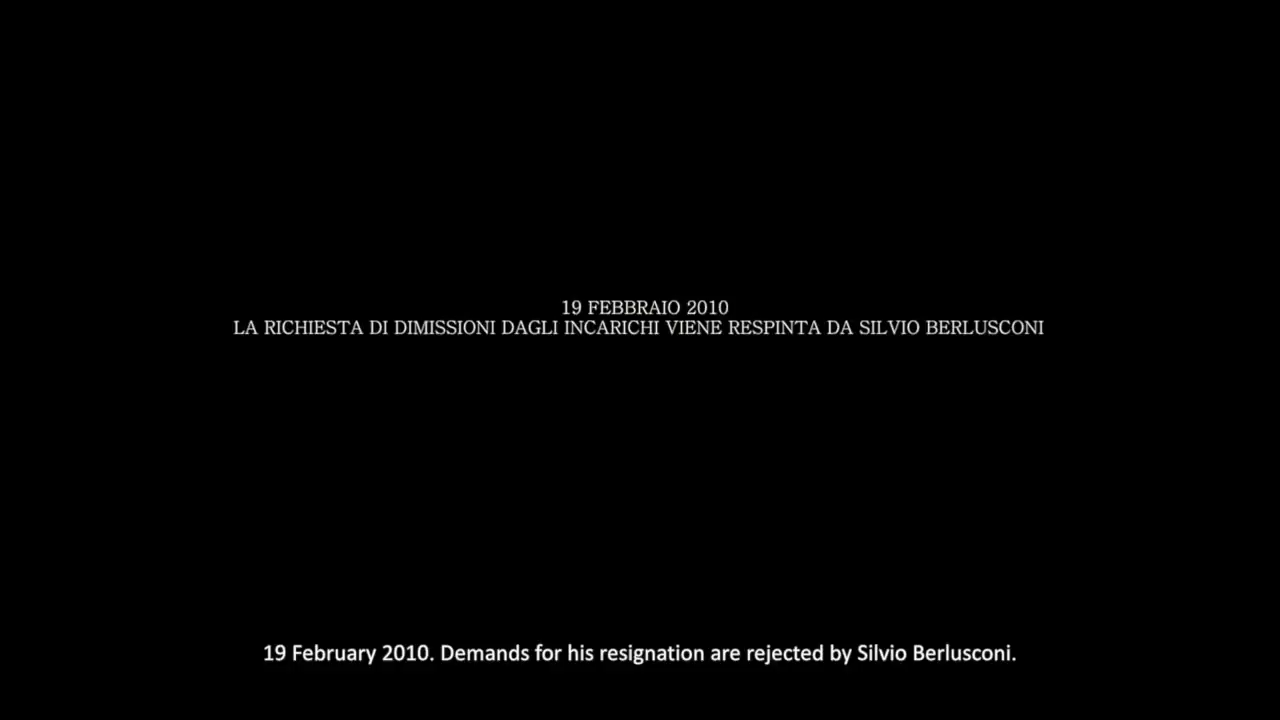 19 FEBBRAIO 2010
LA RICHIESTA DI DIMISSIONI DAGLI INCARICHI VIENE RESPINTA DA SILVIO BERLUSCONI
19 February 2010. Demands for his resignation are rejected by Silvio Berlusconi.